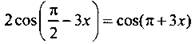 2cos(π/2 − 3x) = cos(π + 3x)